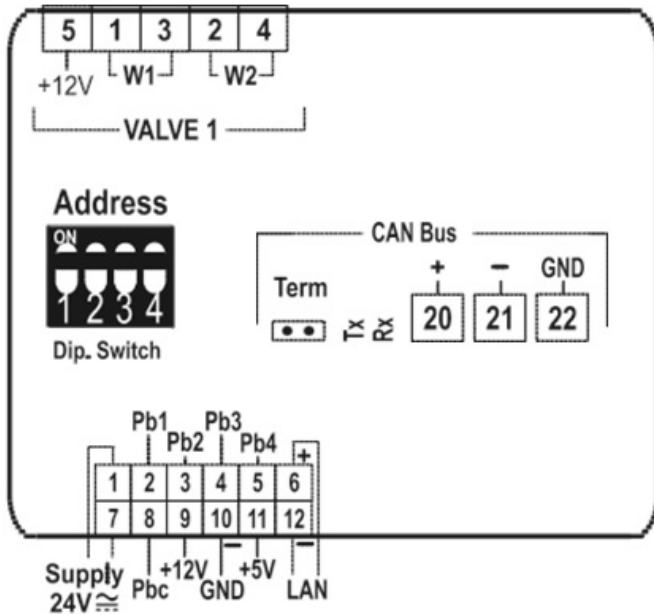 5 1 3 2 4
+12V W1 W2
VALVE 1
Address
ON
1 2 3 4
Dip. Switch
CAN Bus
+ − GND
Term
Tx
Rx
20 21 22
Pb1 Pb3
Pb2 Pb4
+
1 2 3 4 5 6
7 8 9 10 11 12
− −
Supply Pbc +12V GND +5V LAN
24V ≂